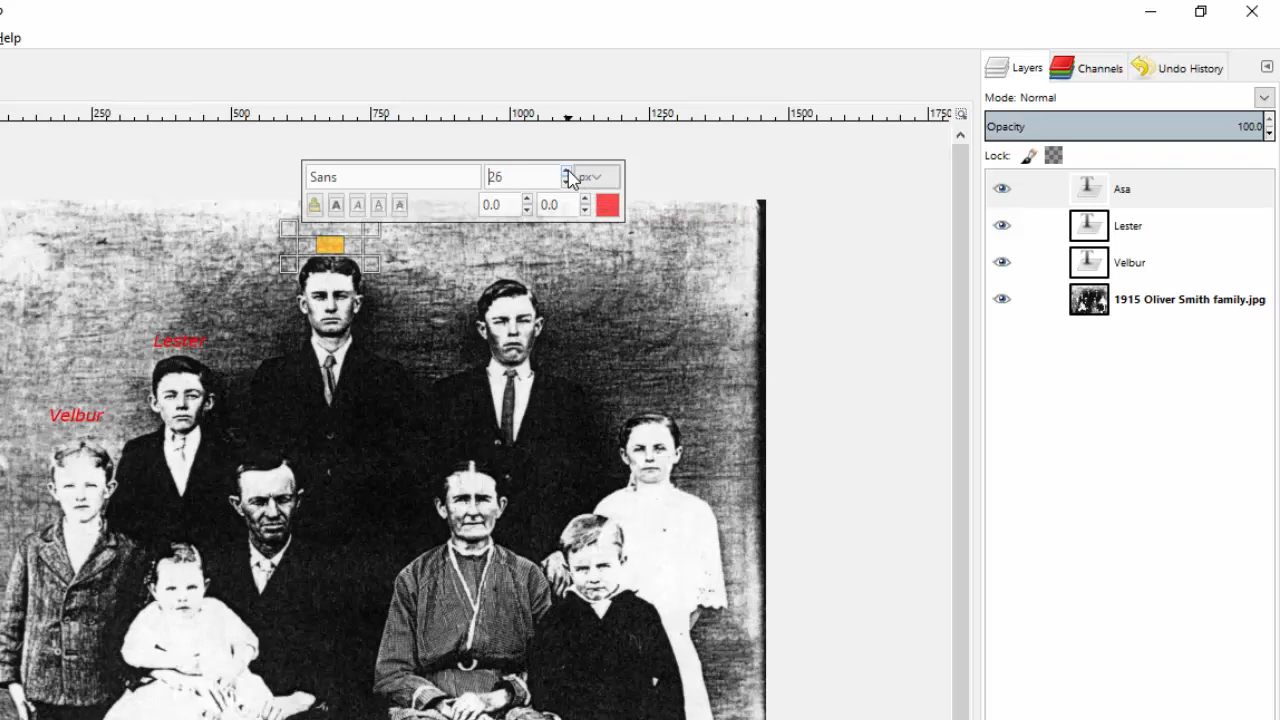 Help
Layers
Channels
Undo History
Mode: Normal
250
500
750
1000
1250
1500
Opacity
100.0
Lock:
Sans
26
px
A
A
A
A
0.0
0.0
Asa
Lester
Velbur
1915 Oliver Smith family.jpg
Lester
Velbur